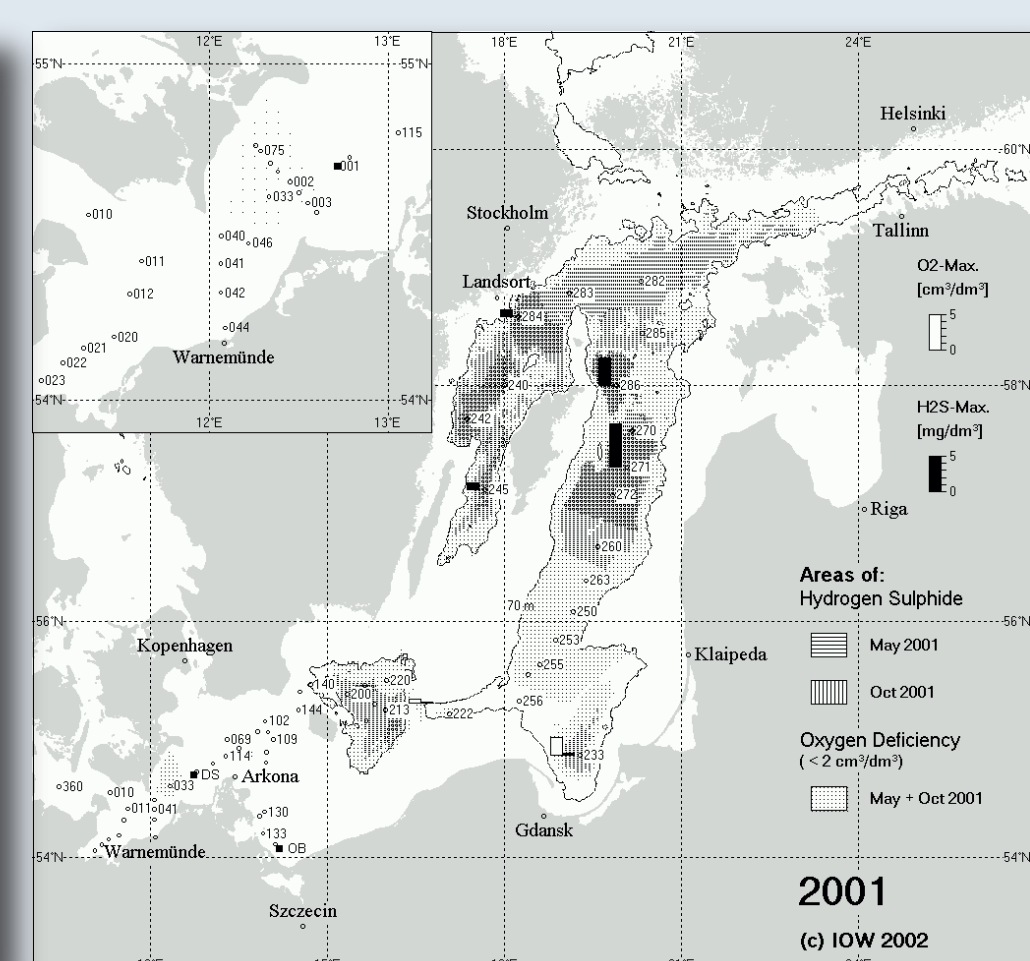 12°E
13°E
18°E
21°E
24°E
55°N
55°N
115
Helsinki
075
60°N
001
002
033
003
010
Stockholm
040
046
Tallinn
011
041
O2-Max.
[cm³/dm³]
Landsort
282
012
042
283
284
5
0
044
020
285
021
Warnemünde
022
023
240
286
58°N
54°N
54°N
H2S-Max.
[mg/dm³]
12°E
13°E
242
270
5
0
271
245
272
Riga
260
Areas of:
Hydrogen Sulphide
263
70 m
250
56°N
56°N
Kopenhagen
253
May 2001
Klaipeda
255
140
220
200
Oct 2001
144
213
222
256
102
069
109
Oxygen Deficiency
114
233
( < 2 cm³/dm³)
DS
Arkona
360
010
033
May + Oct 2001
011
041
130
133
Gdansk
Warnemünde
OB
54°N
54°N
2001
Szczecin
(c) IOW 2002